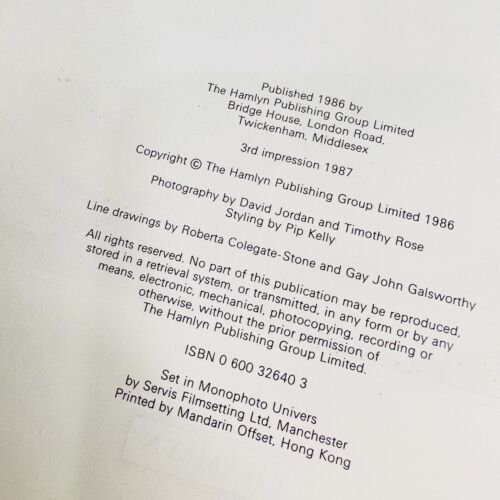 Published 1986 by
The Hamlyn Publishing Group Limited
Bridge House, London Road,
Twickenham, Middlesex
3rd impression 1987
Copyright © The Hamlyn Publishing Group Limited 1986
Photography by David Jordan and Timothy Rose
Styling by Pip Kelly
Line drawings by Roberta Colegate-Stone and Gay John Galsworthy
All rights reserved. No part of this publication may be reproduced,
stored in a retrieval system, or transmitted, in any form or by any
means, electronic, mechanical, photocopying, recording or
otherwise, without the prior permission of
The Hamlyn Publishing Group Limited.
ISBN 0 600 32640 3
Set in Monophoto Univers
by Servis Filmsetting Ltd, Manchester
Printed by Mandarin Offset, Hong Kong